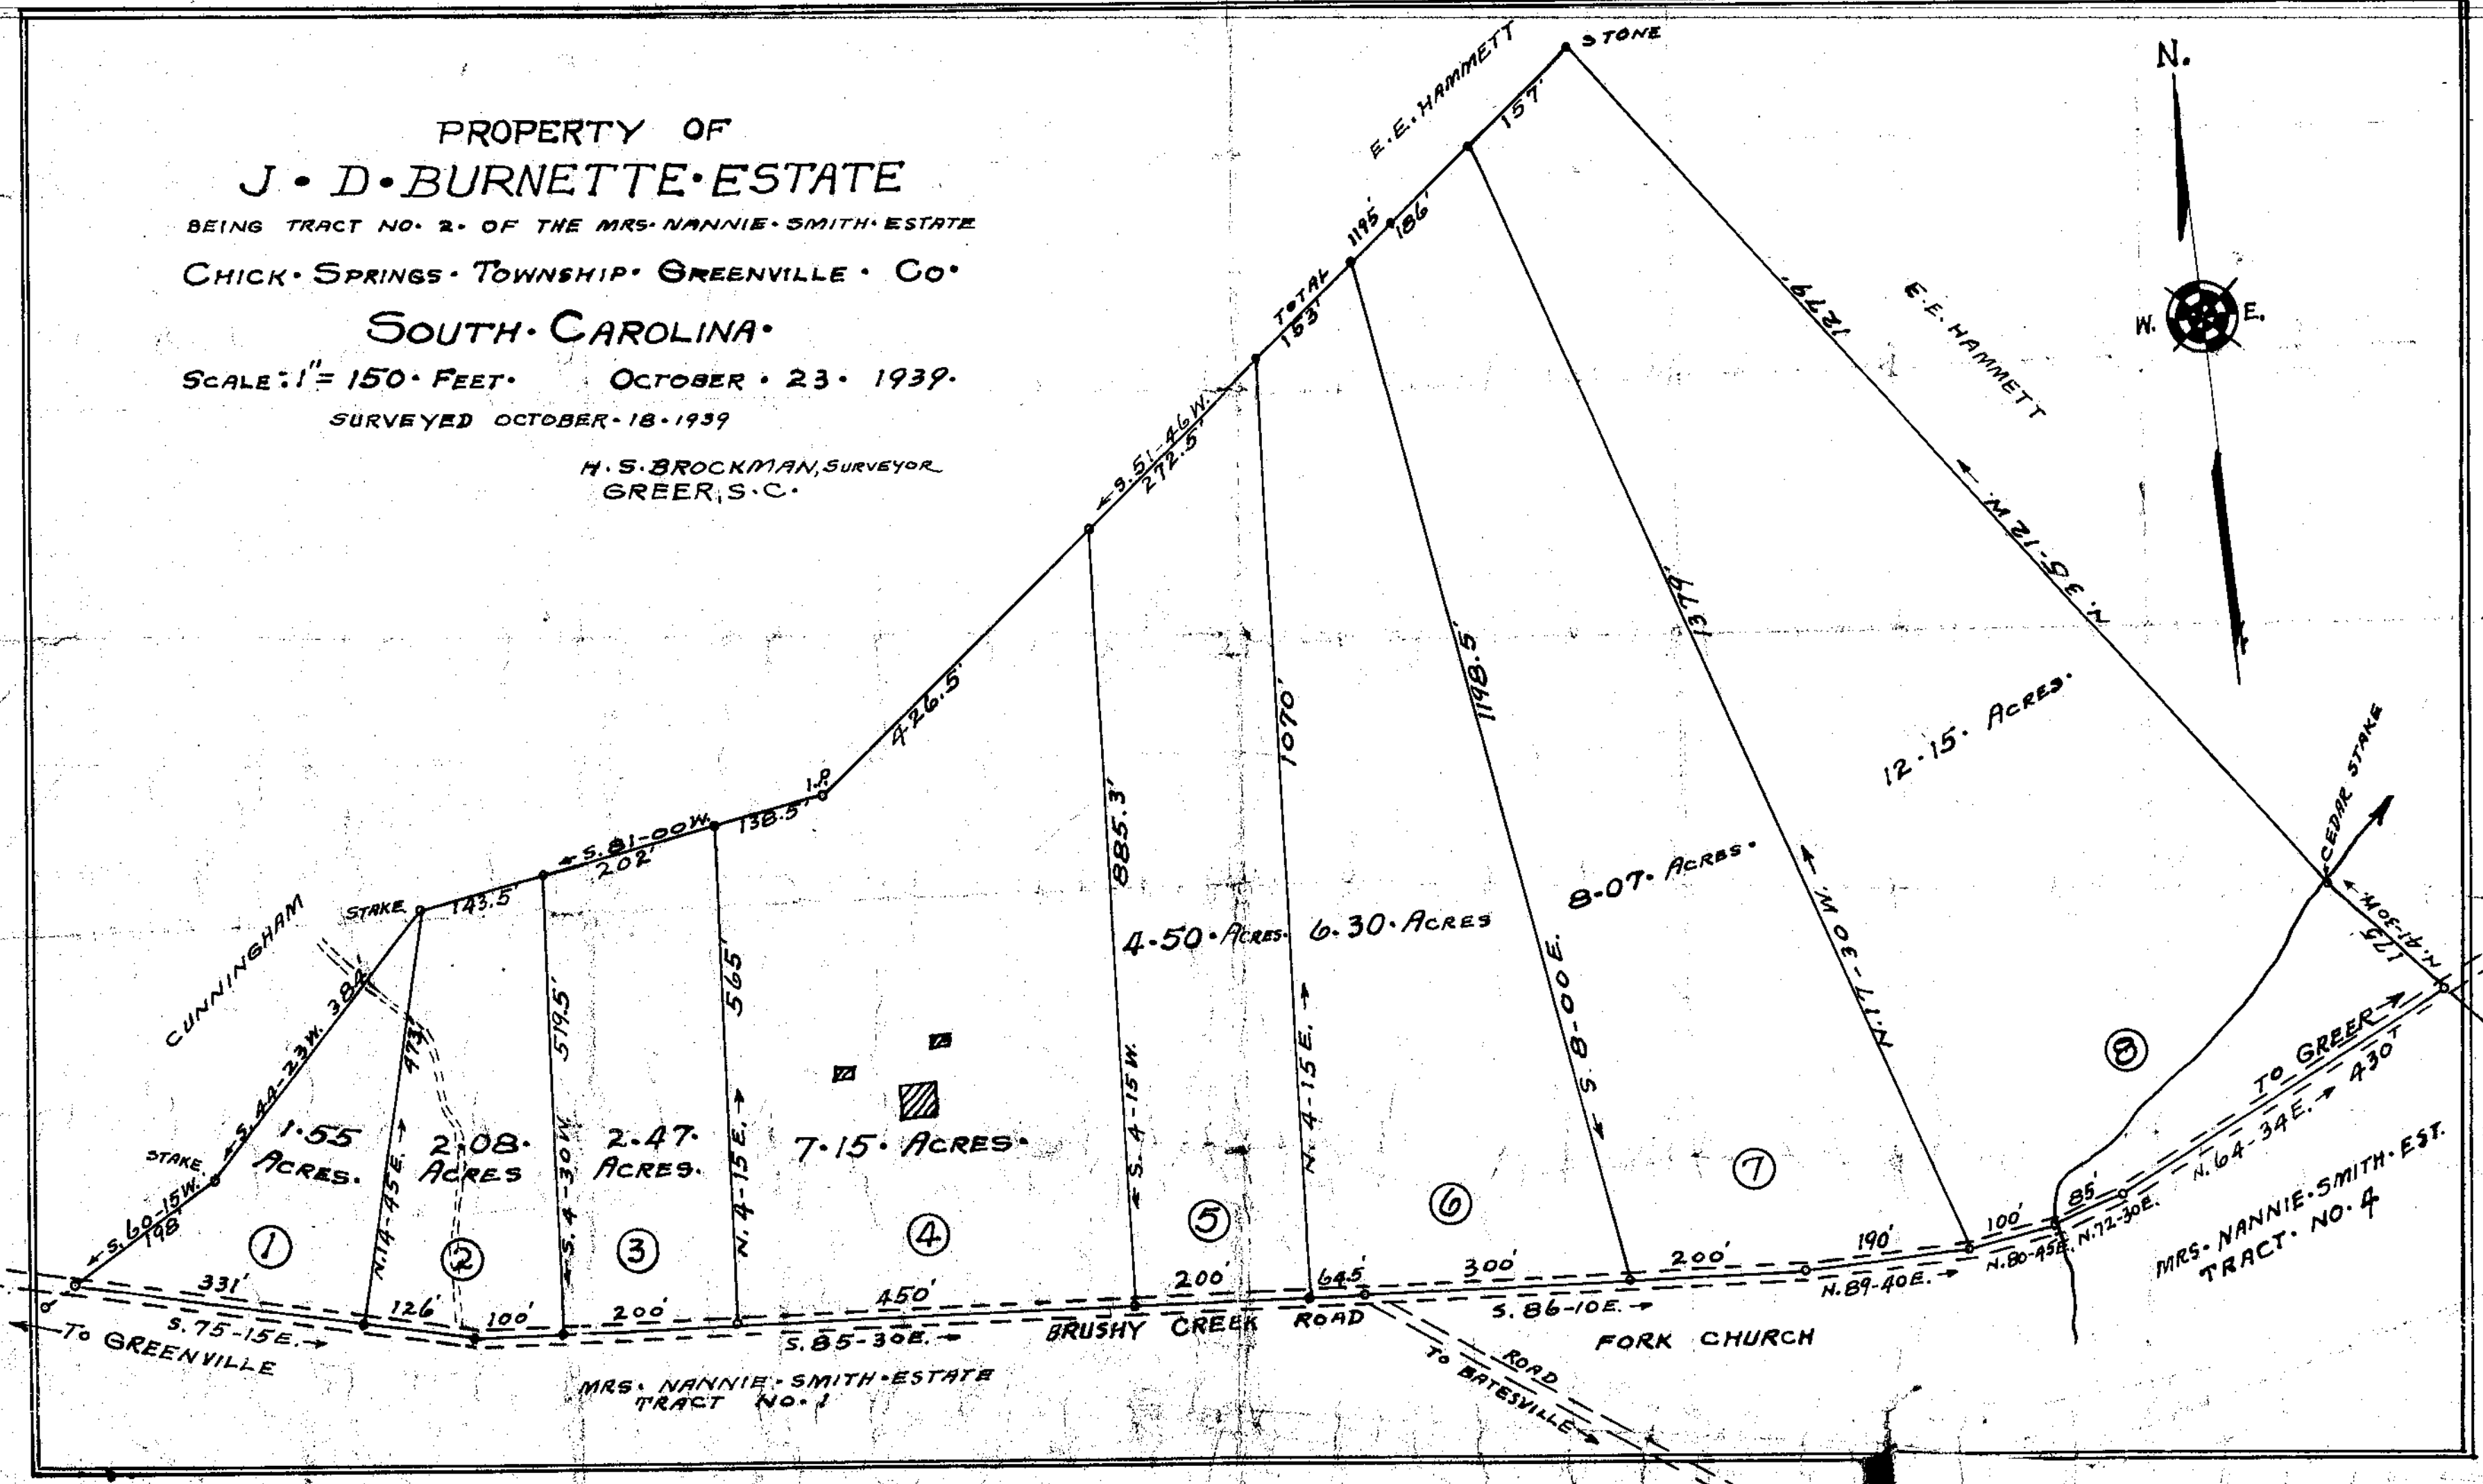 PROPERTY OF
J. D. BURNETTE. ESTATE
BEING TRACT NO. 2. OF THE MRS. NANNIE. SMITH. ESTATE
CHICK. SPRINGS. TOWNSHIP. GREENVILLE. CO.
SOUTH. CAROLINA.
SCALE: 1"= 150. FEET. OCTOBER. 23. 1939.
SURVEYED OCTOBER. 18. 1939
H. S. BROCKMAN, SURVEYOR
GREER, S.C.
N.
W. E.
STONE
E.E. HAMMETT
157'
186'
TOTAL 1195'
153'
S. 51-46 W.
272.5'
426.5'
I.P.
138.5'
S. 81-00 W.
202'
143.5'
STAKE
CUNNINGHAM
S. 44-23 W. 384'
STAKE
S. 60-15 W.
198'
1279'
E.E. HAMMETT
N. 35-12 W.
CEDAR STAKE
N. 41-30 W.
175'
1.55
ACRES.
1
N. 14-45 E. 473'
2.08.
ACRES
2
S. 4-30 W. 519.5'
2.47.
ACRES.
3
N. 4-15 E. 565'
7.15. ACRES.
4
S. 4-15 W. 885.3'
4.50. ACRES.
5
N. 4-15 E. 1070'
6.30. ACRES
6
S. 8-00 E. 1198.5'
8.07. ACRES.
7
N. 17-30 W. 1374'
12.15. ACRES.
8
331'
S. 75-15 E.
126'
100'
200'
450'
S. 85-30 E.
200'
64.5'
300'
S. 86-10 E.
200'
190'
N. 89-40 E.
100'
N. 80-45 E.
85'
N. 72-30 E.
TO GREER
N. 64-34 E. 430'
TO GREENVILLE
BRUSHY CREEK ROAD
FORK CHURCH
ROAD
TO BATESVILLE
MRS. NANNIE. SMITH. ESTATE
TRACT NO. 1
MRS. NANNIE. SMITH. EST.
TRACT. NO. 4